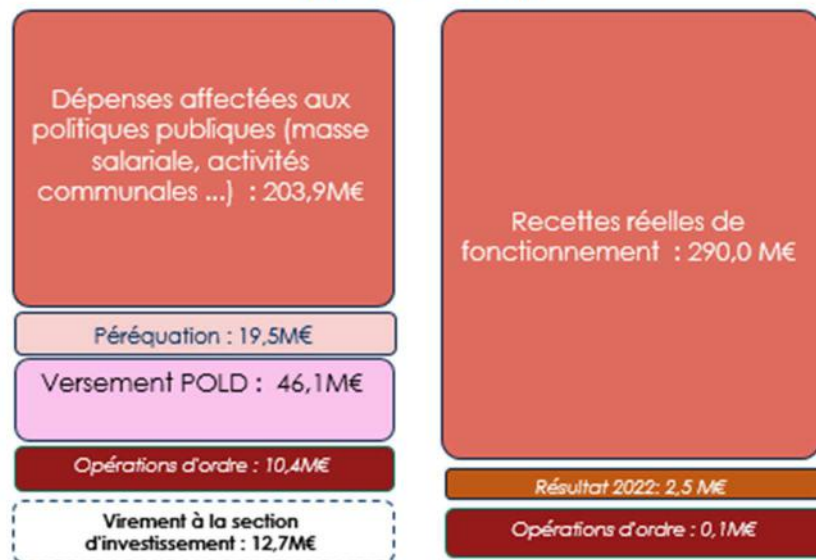 Dépenses affectées aux
politiques publiques (masse
salariale, activités
communales ...) : 203,9M€
Péréquation : 19,5M€
Versement POLD : 46,1M€
Opérations d'ordre : 10,4M€
Virement à la section
d'investissement : 12,7M€
Recettes réelles de
fonctionnement : 290,0 M€
Résultat 2022: 2,5 M€
Opérations d'ordre : 0,1M€